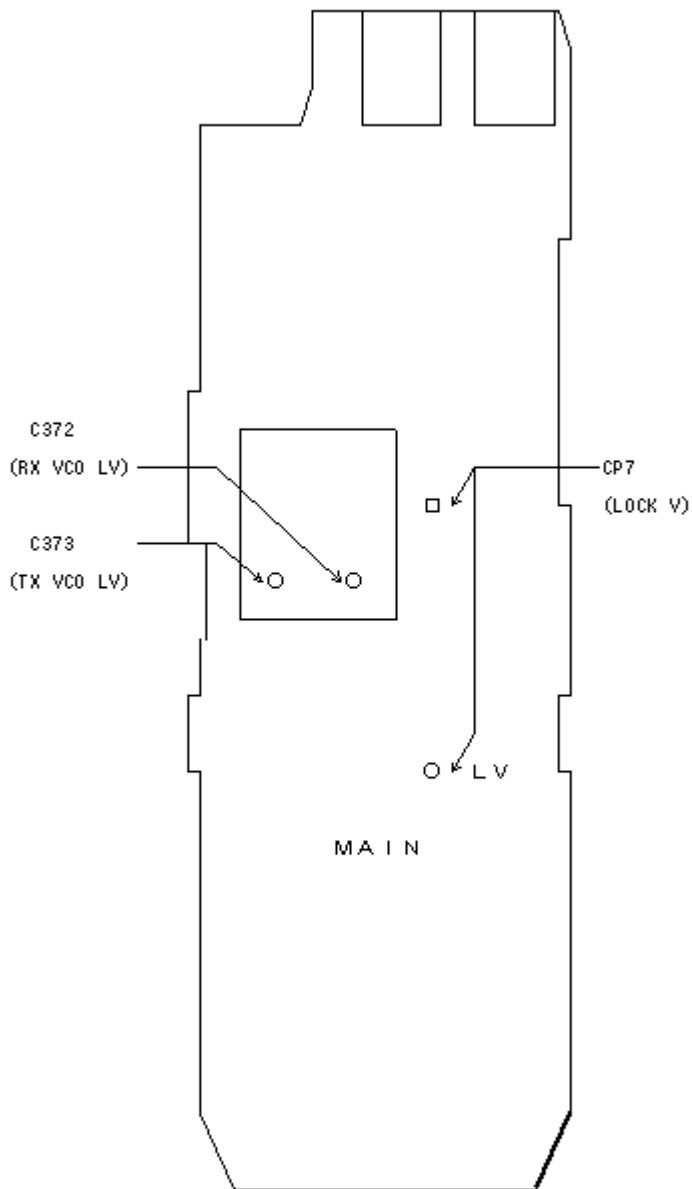 C372
(RX VCO LV)
CP7
(LOCK V)
C373
(TX VCO LV)
LV
MAIN